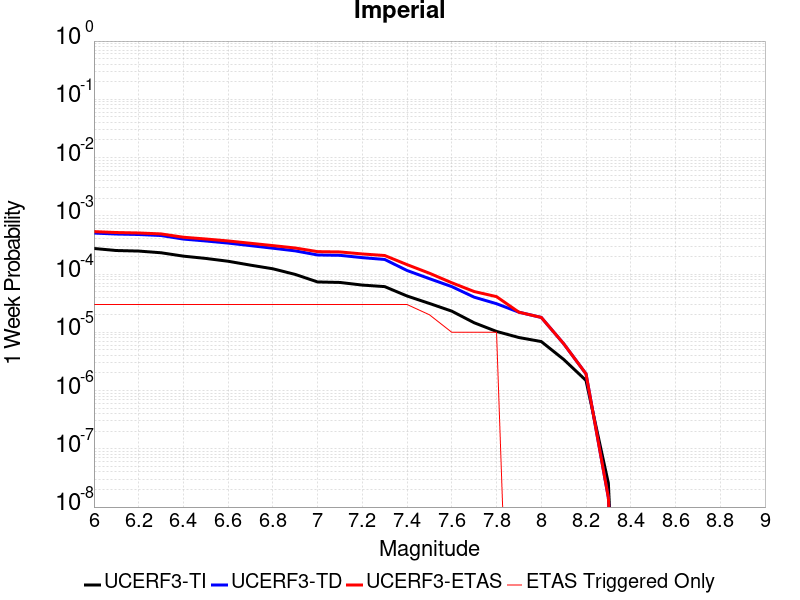 Imperial
10^0
10^-1
10^-2
10^-3
10^-4
10^-5
10^-6
10^-7
10^-8
1 Week Probability
6 6.2 6.4 6.6 6.8 7 7.2 7.4 7.6 7.8 8 8.2 8.4 8.6 8.8 9
Magnitude
UCERF3-TI UCERF3-TD UCERF3-ETAS ETAS Triggered Only